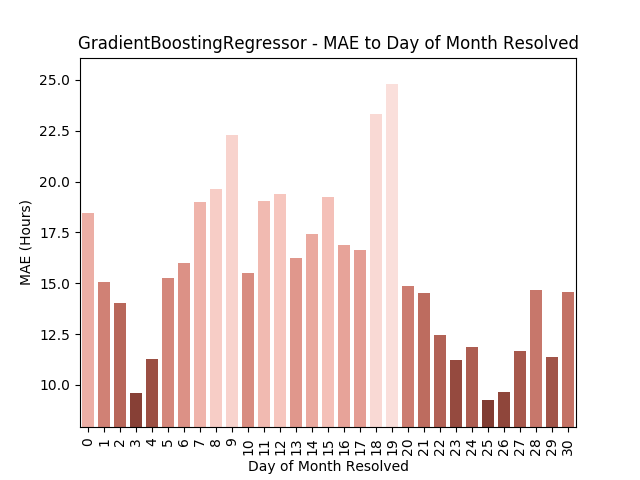 GradientBoostingRegressor - MAE to Day of Month Resolved
MAE (Hours)
25.0
22.5
20.0
17.5
15.0
12.5
10.0
0 1 2 3 4 5 6 7 8 9 10 11 12 13 14 15 16 17 18 19 20 21 22 23 24 25 26 27 28 29 30
Day of Month Resolved